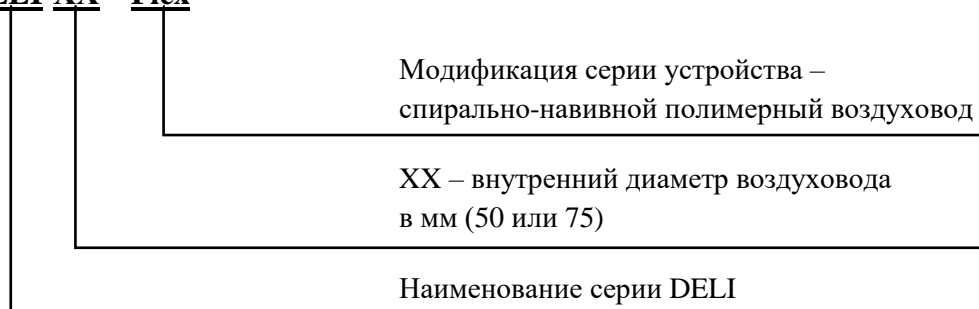 Модификация серии устройства –
спирально-навивной полимерный воздуховод
XX – внутренний диаметр воздуховода
в мм (50 или 75)
Наименование серии DELI